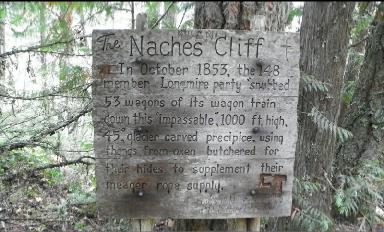 The Naches Cliff
In October 1853, the 148
member Longmire party "snubbed
53 wagons of its wagon train
down this "impassable", 1000 ft. high,
45° glacier carved precipice, using
thongs from oxen butchered for
their hides, to supplement their
meager rope supply.